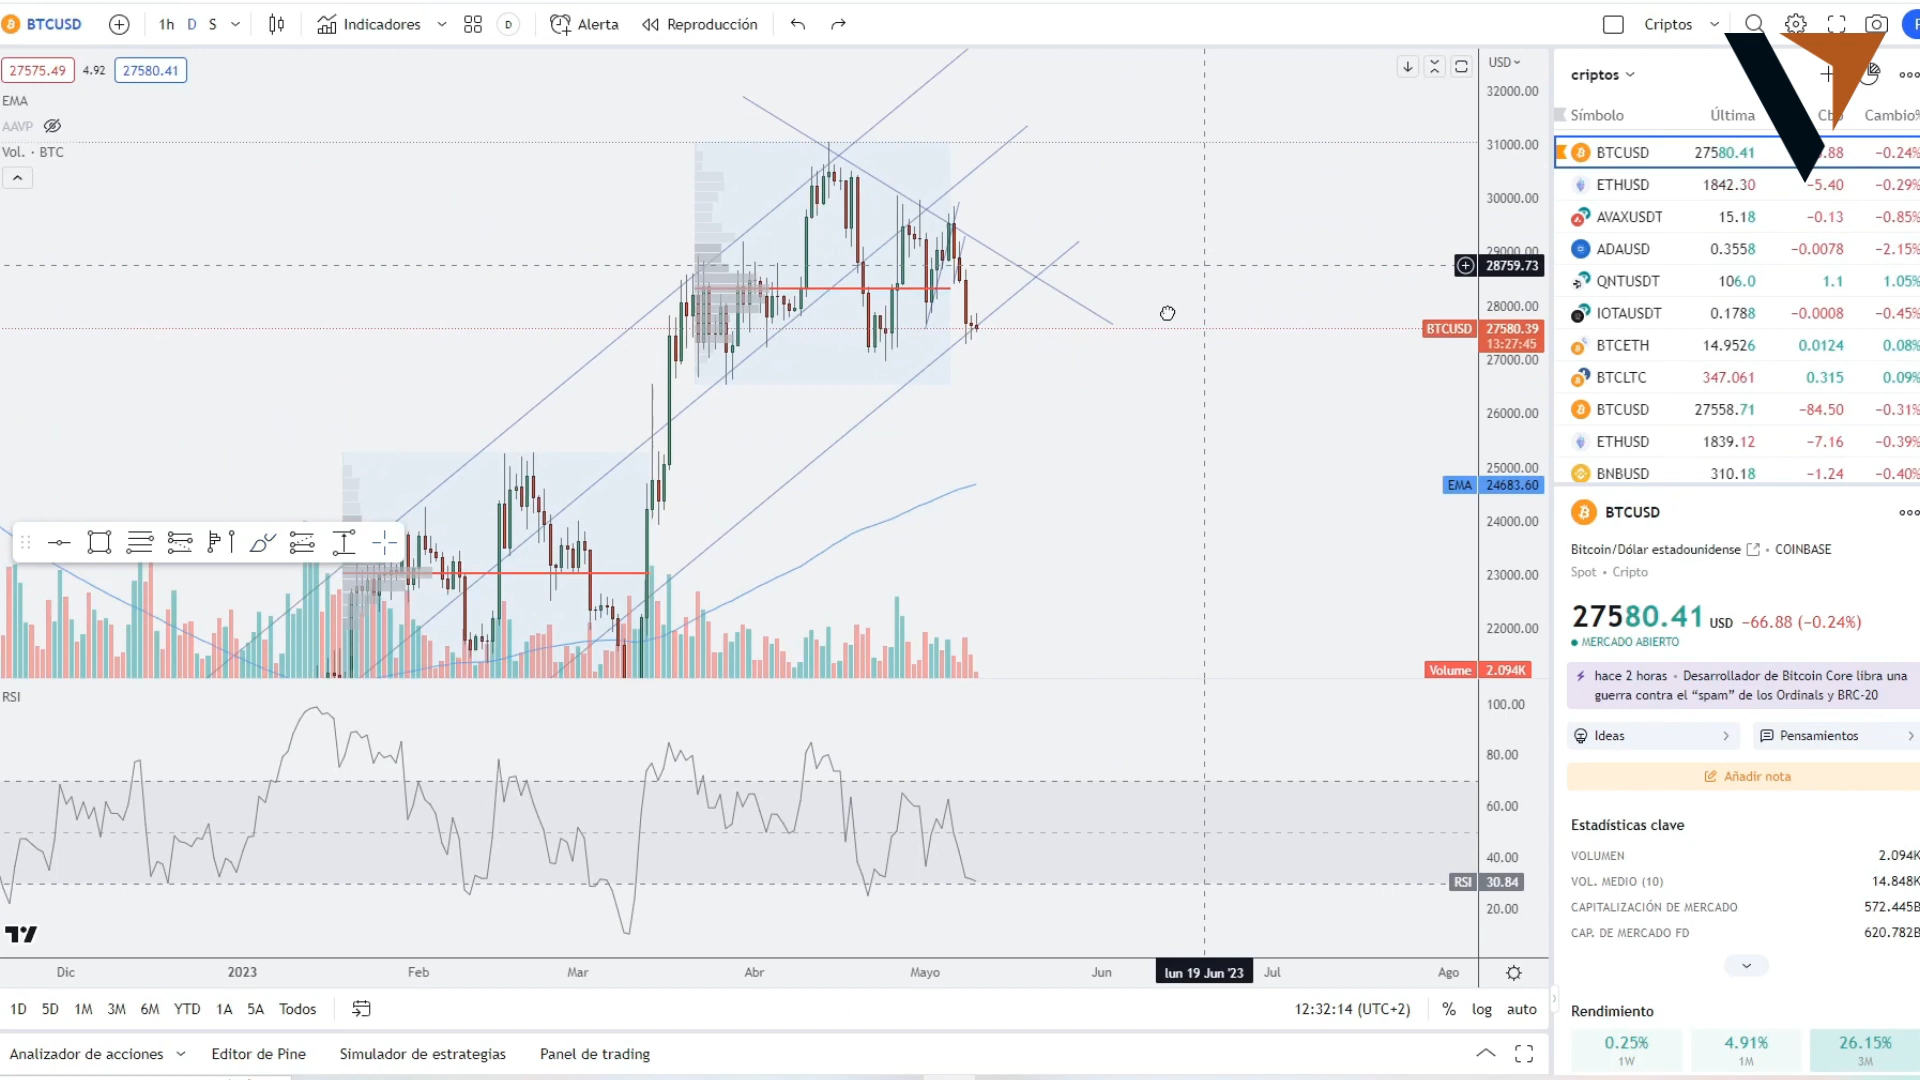 BTCUSD 1h D S Indicadores D Alerta Reproducción Criptos
27575.49 4.92 27580.41
EMA
AAVP
Vol. · BTC
USD
32000.00
31000.00
30000.00
29000.00
28759.73
28000.00
BTCUSD 27580.39
13:27:45
27000.00
26000.00
25000.00
EMA 24683.60
24000.00
23000.00
22000.00
Volume 2.094K
RSI
100.00
80.00
60.00
40.00
RSI 30.84
20.00
Dic 2023 Feb Mar Abr Mayo Jun lun 19 Jun '23 Jul Ago
1D 5D 1M 3M 6M YTD 1A 5A Todos 12:32:14 (UTC+2) % log auto
Analizador de acciones Editor de Pine Simulador de estrategias Panel de trading
criptos
Símbolo Última Cambio%
BTCUSD 27580.41 .88 −0.24%
ETHUSD 1842.30 −5.40 −0.29%
AVAXUSDT 15.18 −0.13 −0.85%
ADAUSD 0.3558 −0.0078 −2.15%
QNTUSDT 106.0 1.1 1.05%
IOTAUSDT 0.1788 −0.0008 −0.45%
BTCETH 14.9526 0.0124 0.08%
BTCLTC 347.061 0.315 0.09%
BTCUSD 27558.71 −84.50 −0.31%
ETHUSD 1839.12 −7.16 −0.39%
BNBUSD 310.18 −1.24 −0.40%
BTCUSD
Bitcoin/Dólar estadounidense • COINBASE
Spot • Cripto
27580.41 USD −66.88 (−0.24%)
MERCADO ABIERTO
hace 2 horas • Desarrollador de Bitcoin Core libra una
guerra contra el “spam” de los Ordinals y BRC-20
Ideas Pensamientos
Añadir nota
Estadísticas clave
VOLUMEN 2.094K
VOL. MEDIO (10) 14.848K
CAPITALIZACIÓN DE MERCADO 572.445B
CAP. DE MERCADO FD 620.782B
Rendimiento
0.25% 4.91% 26.15%
1W 1M 3M